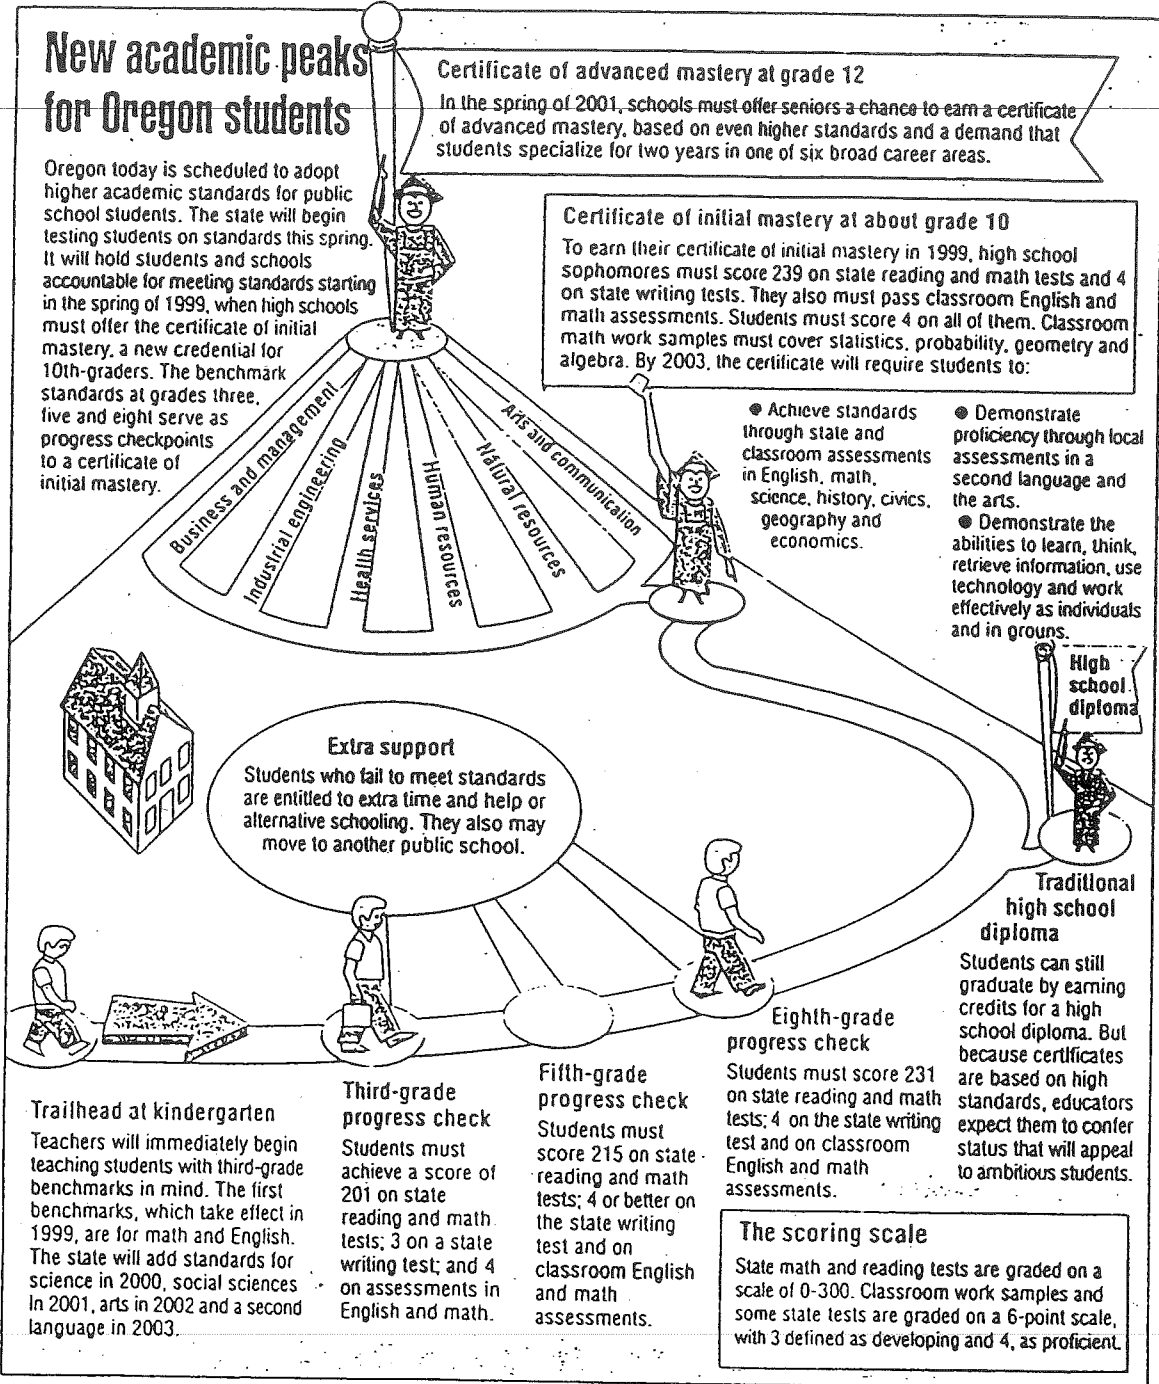 New academic peaks
for Oregon students
Oregon today is scheduled to adopt
higher academic standards for public
school students. The state will begin
testing students on standards this spring.
It will hold students and schools
accountable for meeting standards starting
in the spring of 1999, when high schools
must offer the certificate of initial
mastery, a new credential for
10th-graders. The benchmark
standards at grades three,
five and eight serve as
progress checkpoints
to a certificate of
initial mastery.
Certificate of advanced mastery at grade 12
In the spring of 2001, schools must offer seniors a chance to earn a certificate
of advanced mastery, based on even higher standards and a demand that
students specialize for two years in one of six broad career areas.
Certificate of initial mastery at about grade 10
To earn their certificate of initial mastery in 1999, high school
sophomores must score 239 on state reading and math tests and 4
on state writing tests. They also must pass classroom English and
math assessments. Students must score 4 on all of them. Classroom
math work samples must cover statistics, probability, geometry and
algebra. By 2003, the certificate will require students to:
● Achieve standards
through state and
classroom assessments
in English, math,
science, history, civics,
geography and
economics.
● Demonstrate
proficiency through local
assessments in a
second language and
the arts.
● Demonstrate the
abilities to learn, think,
retrieve information, use
technology and work
effectively as individuals
and in groups.
Business and management
Industrial engineering
Health services
Human resources
Natural resources
Arts and communication
High
school
diploma
Extra support
Students who fail to meet standards
are entitled to extra time and help or
alternative schooling. They also may
move to another public school.
Traditional
high school
diploma
Students can still
graduate by earning
credits for a high
school diploma. But
because certificates
are based on high
standards, educators
expect them to confer
status that will appeal
to ambitious students.
Trailhead at kindergarten
Teachers will immediately begin
teaching students with third-grade
benchmarks in mind. The first
benchmarks, which take effect in
1999, are for math and English.
The state will add standards for
science in 2000, social sciences
In 2001, arts in 2002 and a second
language in 2003.
Third-grade
progress check
Students must
achieve a score of
201 on state
reading and math
tests; 3 on a state
writing test; and 4
on assessments in
English and math.
Fifth-grade
progress check
Students must
score 215 on state
reading and math
tests; 4 or better on
the state writing
test and on
classroom English
and math
assessments.
Eighth-grade
progress check
Students must score 231
on state reading and math
tests; 4 on the state writing
test and on classroom
English and math
assessments.
The scoring scale
State math and reading tests are graded on a
scale of 0-300. Classroom work samples and
some state tests are graded on a 6-point scale,
with 3 defined as developing and 4, as proficient.